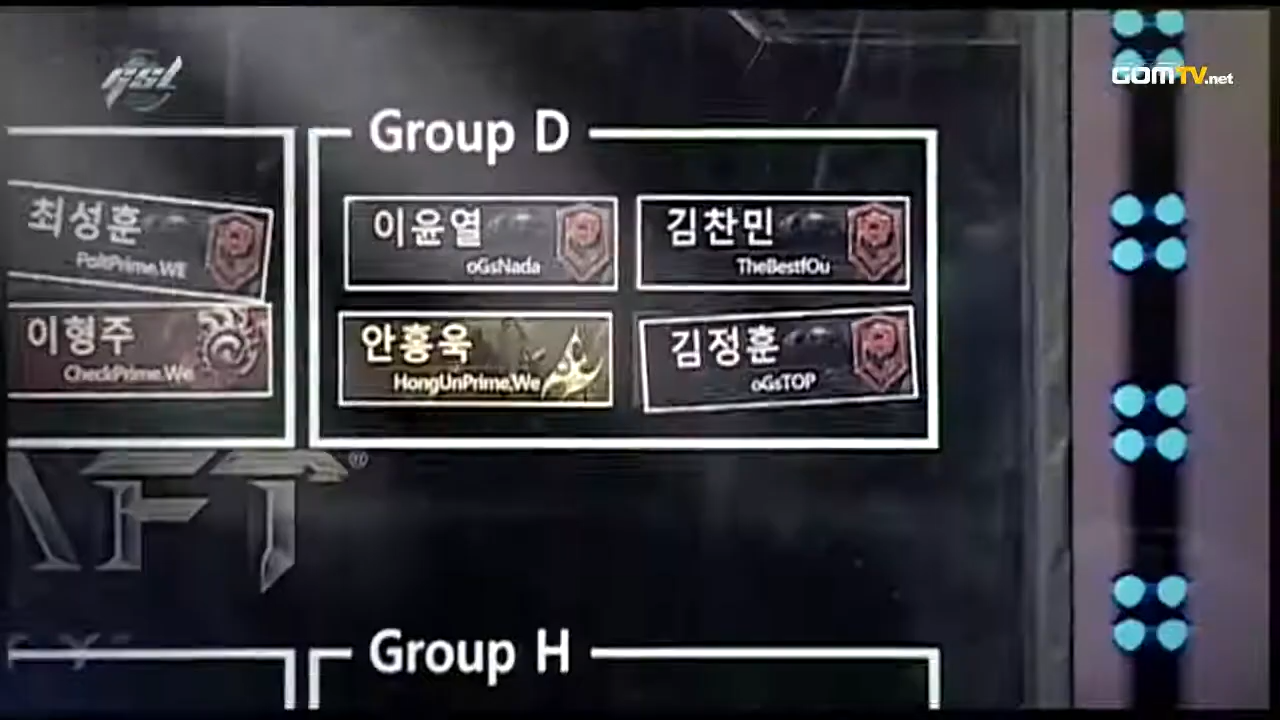 GSL
GOMTV.net
Group D
최성훈
PoltPrime.WE
이윤열
oGsNada
김찬민
TheBestfOu
이형주
CheckPrime.We
안홍욱
HongUnPrime.We
김정훈
oGsTOP
AFT®
Group H